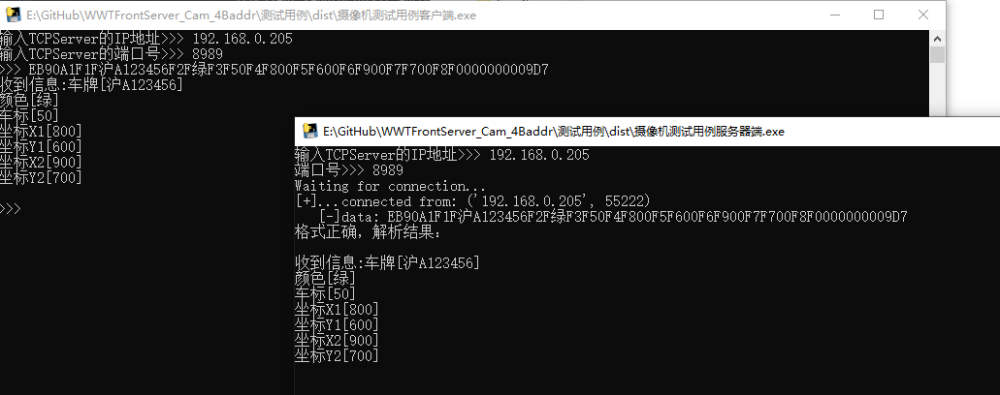 E:\GitHub\WWTFrontServer_Cam_4Baddr\测试用例\dist\摄像机测试用例客户端.exe
输入TCPServer的IP地址>>> 192.168.0.205
输入TCPServer的端口号>>> 8989
>>> EB90A1F1F沪A123456F2F绿F3F50F4F800F5F600F6F900F7F700F8F0000000009D7
收到信息:车牌[沪A123456]
颜色[绿]
车标[50]
坐标X1[800]
坐标Y1[600]
坐标X2[900]
坐标Y2[700]
>>>
E:\GitHub\WWTFrontServer_Cam_4Baddr\测试用例\dist\摄像机测试用例服务器端.exe
输入TCPServer的IP地址>>> 192.168.0.205
端口号>>> 8989
Waiting for connection...
[+]...connected from: ('192.168.0.205', 55222)
[-]data: EB90A1F1F沪A123456F2F绿F3F50F4F800F5F600F6F900F7F700F8F0000000009D7
格式正确，解析结果：
收到信息:车牌[沪A123456]
颜色[绿]
车标[50]
坐标X1[800]
坐标Y1[600]
坐标X2[900]
坐标Y2[700]